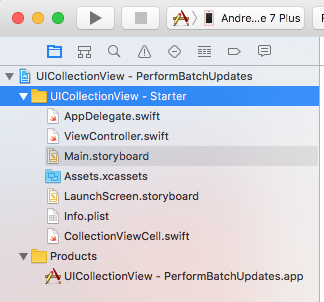 Andre...e 7 Plus
UICollectionView - PerformBatchUpdates
UICollectionView - Starter
AppDelegate.swift
ViewController.swift
Main.storyboard
Assets.xcassets
LaunchScreen.storyboard
Info.plist
CollectionViewCell.swift
Products
UICollectionView - PerformBatchUpdates.app